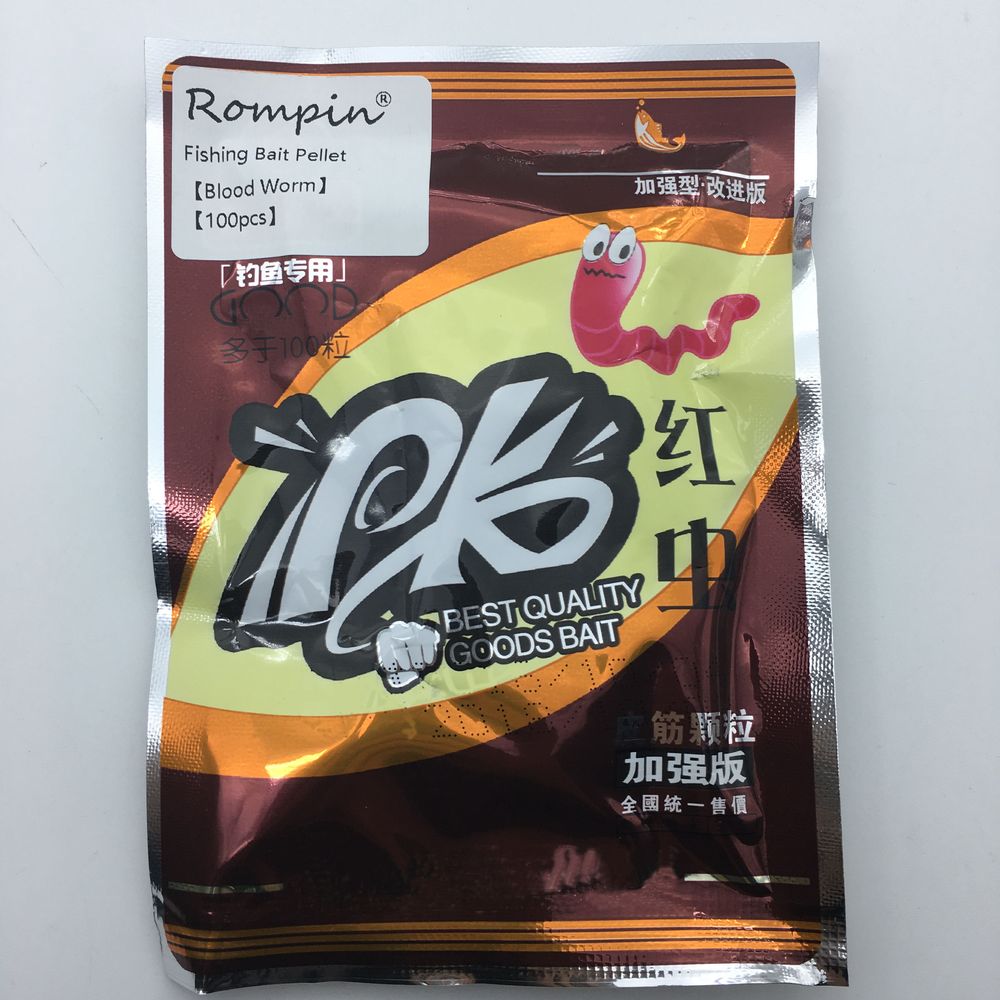 Rompin®
Fishing Bait Pellet
【Blood Worm】
【100pcs】
加强型·改进版
「钓鱼专用」
GOOD
多于100粒
PK
红
虫
BEST QUALITY
GOODS BAIT
筋颗粒
加强版
全國統一售價